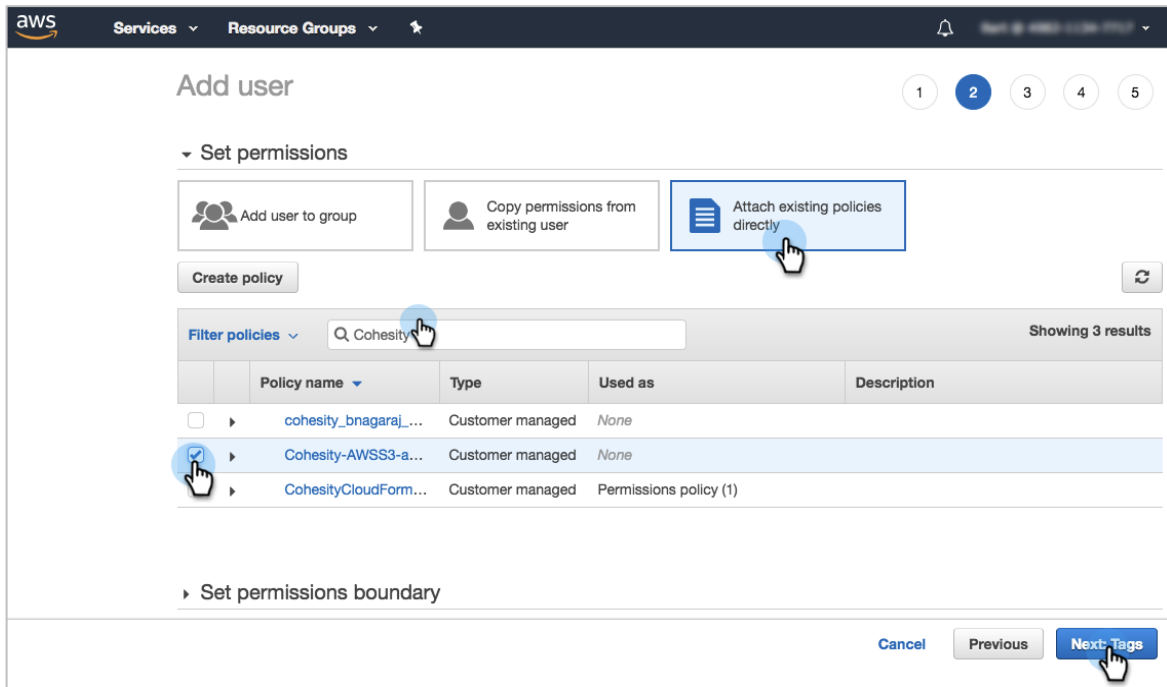 aws Services Resource Groups
Add user
1 2 3 4 5
Set permissions
Add user to group
Copy permissions from
existing user
Attach existing policies
directly
Create policy
Filter policies Cohesity Showing 3 results
Policy name Type Used as Description
cohesity_bnagaraj_... Customer managed None
Cohesity-AWSS3-a... Customer managed None
CohesityCloudForm... Customer managed Permissions policy (1)
Set permissions boundary
Cancel Previous Next: Tags